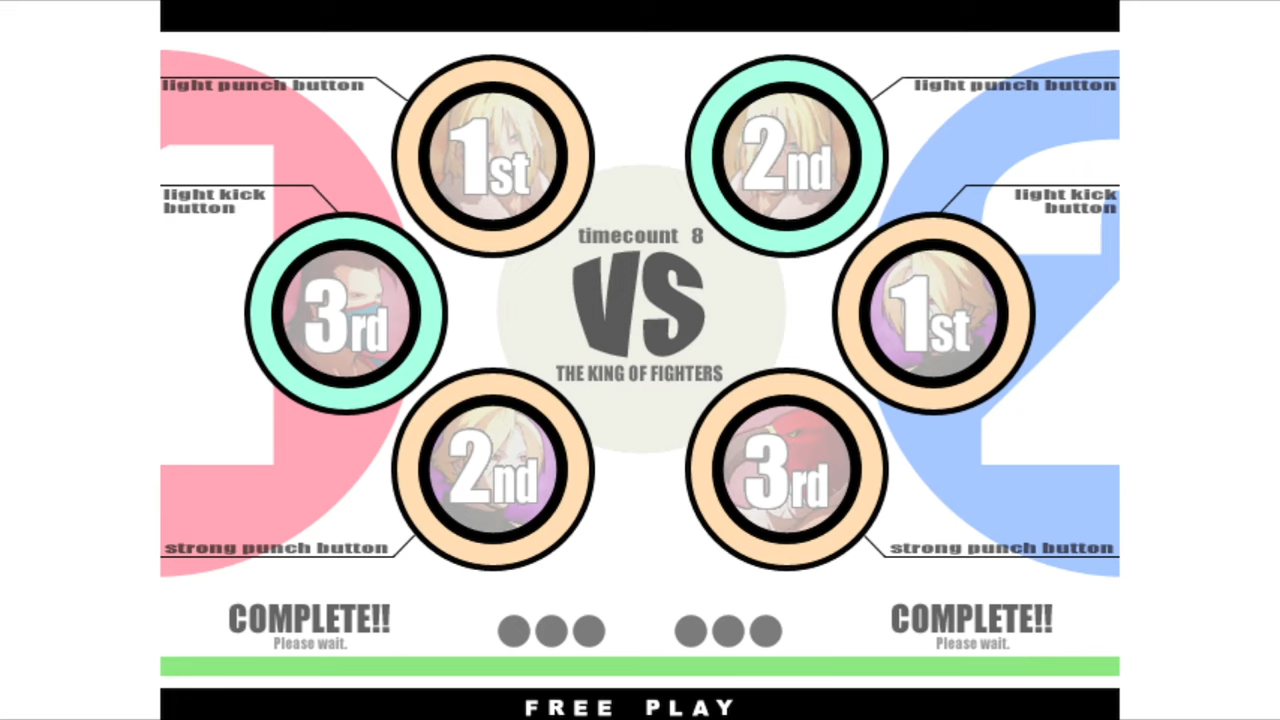 light punch button
light punch button
1st
2nd
light kick
button
light kick
button
timecount 8
VS
3rd
1st
THE KING OF FIGHTERS
2nd
3rd
strong punch button
strong punch button
COMPLETE!!
Please wait.
COMPLETE!!
Please wait.
FREE PLAY